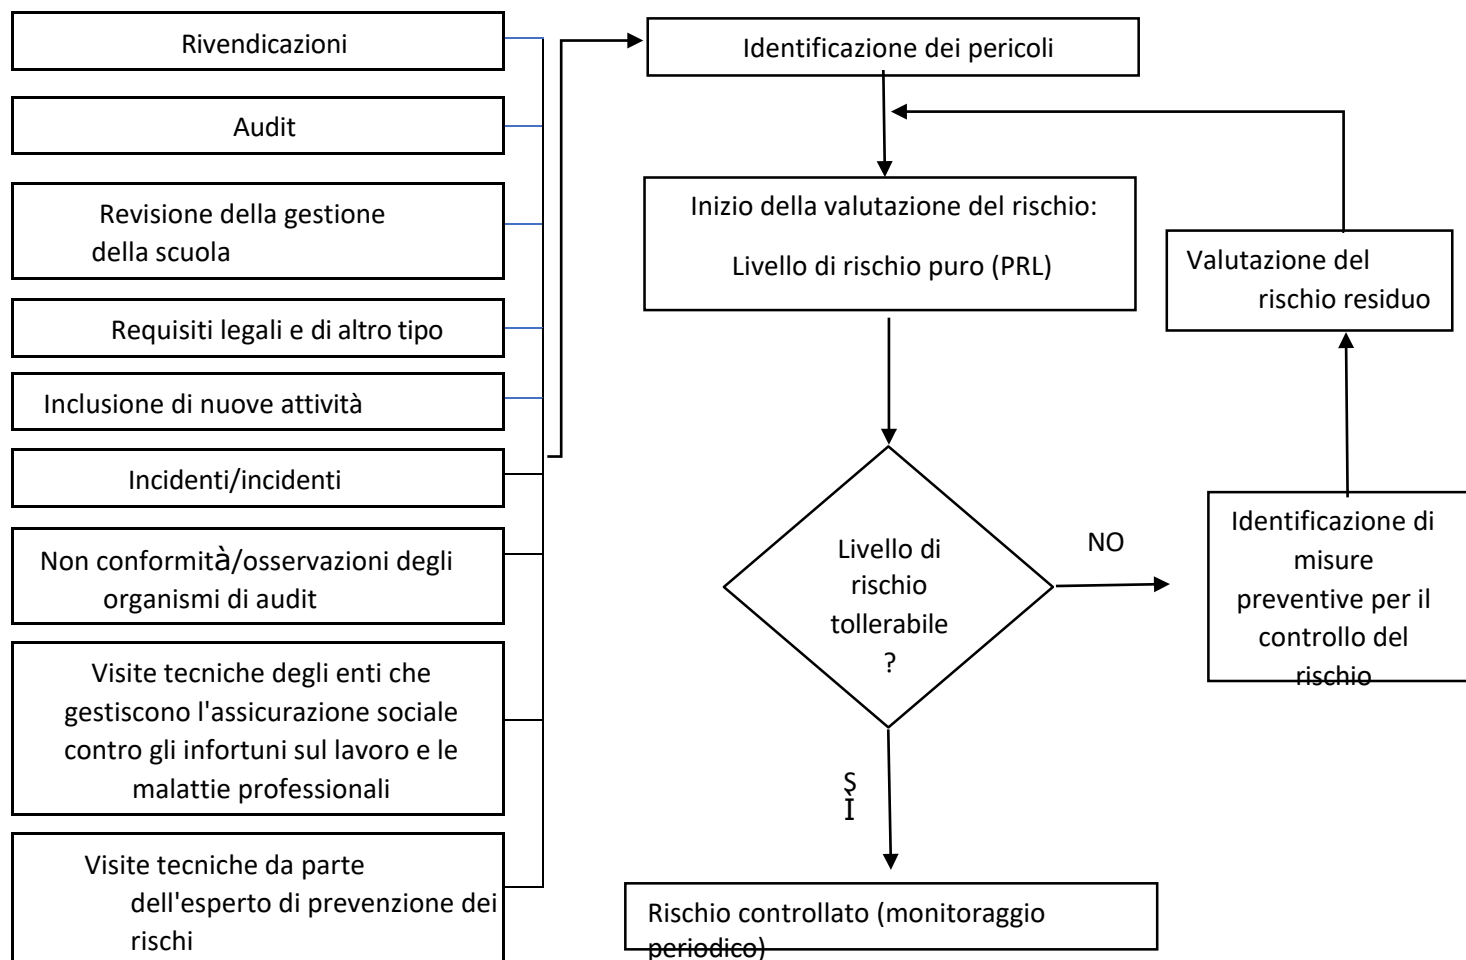 Rivendicazioni
Audit
Revisione della gestione
della scuola
Requisiti legali e di altro tipo
Inclusione di nuove attività
Incidenti/incidenti
Non conformità/osservazioni degli
organismi di audit
Visite tecniche degli enti che
gestiscono l'assicurazione sociale
contro gli infortuni sul lavoro e le
malattie professionali
Visite tecniche da parte
dell'esperto di prevenzione dei
rischi
Identificazione dei pericoli
Inizio della valutazione del rischio:
Livello di rischio puro (PRL)
Valutazione del
rischio residuo
Livello di
rischio
tollerabile
?
NO
Identificazione di
misure
preventive per il
controllo del
rischio
S
Ì
Rischio controllato (monitoraggio
periodico)